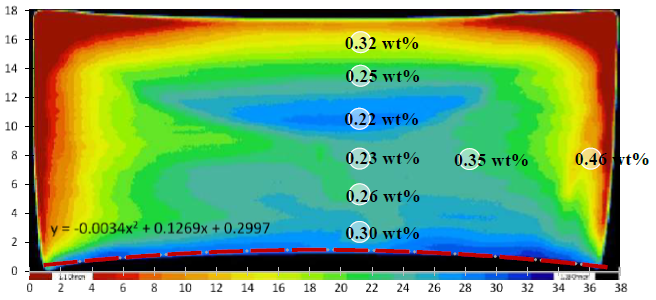 18
16
0.32 wt%
14
0.25 wt%
12
0.22 wt%
10
8
0.23 wt%
0.35 wt%
0.46 wt%
6
0.26 wt%
4
y = -0.0034x² + 0.1269x + 0.2997
0.30 wt%
2
0
0 2 4 6 8 10 12 14 16 18 20 22 24 26 28 30 32 34 36 38